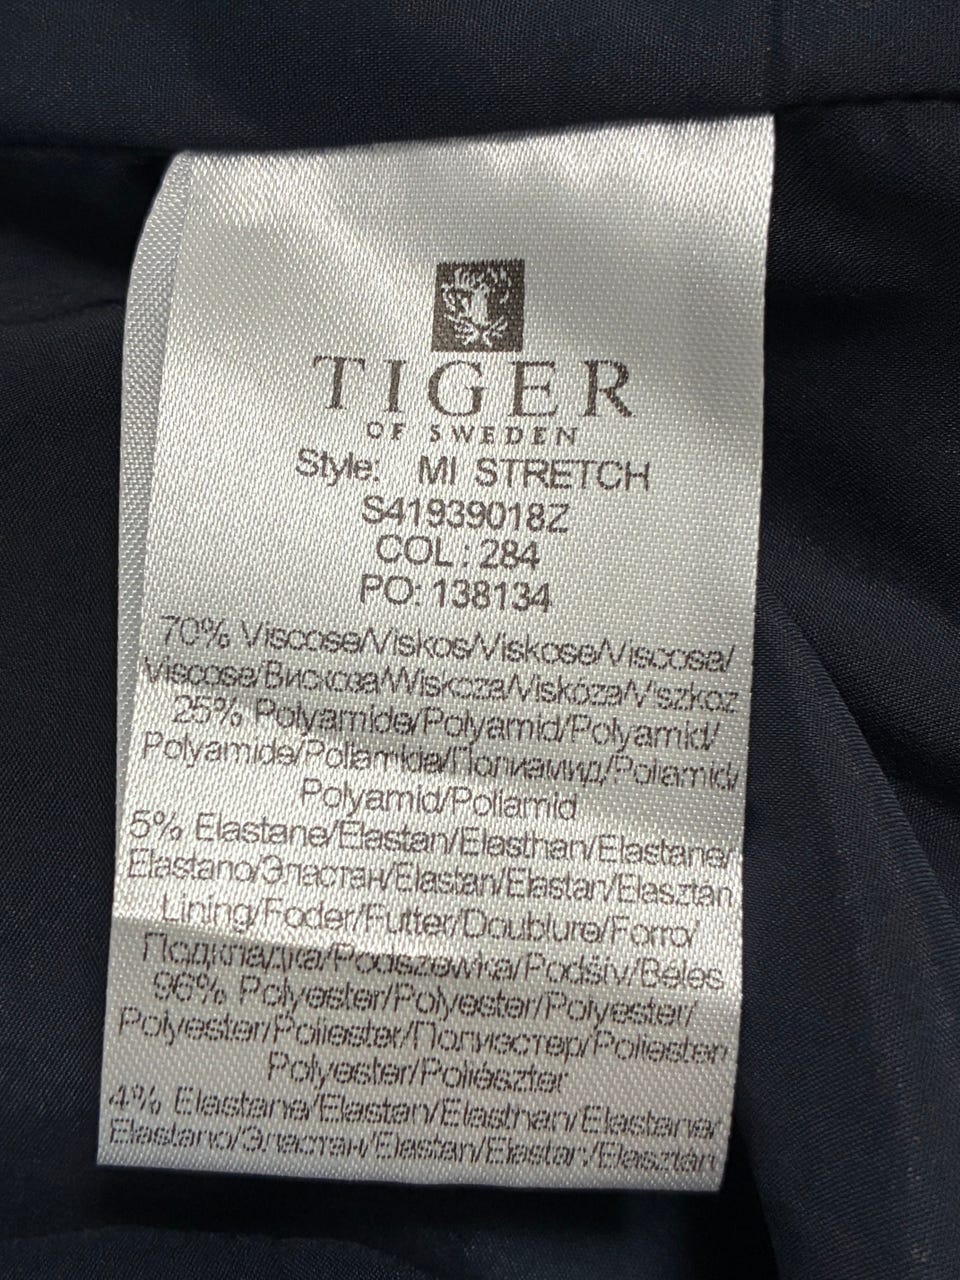 TIGER
OF SWEDEN
Style: MI STRETCH
S41939018Z
COL : 284
PO: 138134
70% Viscose/Viskos/Viskose/Viscosa/
Viscose/Вискоза/Wiskoza/Viskóza/Viszkóz
25% Polyamide/Polyamid/Polyamid/
Polyamide/Poliamida/Полиамид/Poliamid/
Polyamid/Poliamid
5% Elastane/Elastan/Elasthan/Elastane/
Elastano/Эластан/Elastan/Elastan/Elasztán
Lining/Foder/Futter/Doublure/Forro/
Подкладка/Podszewka/Podšiv/Béles
96% Polyester/Polyester/Polyester/
Polyester/Poliester/Полиэстер/Poliester/
Polyester/Poliészter
4% Elastane/Elastan/Elasthan/Elastane/
Elastano/Эластан/Elastan/Elastan/Elasztán